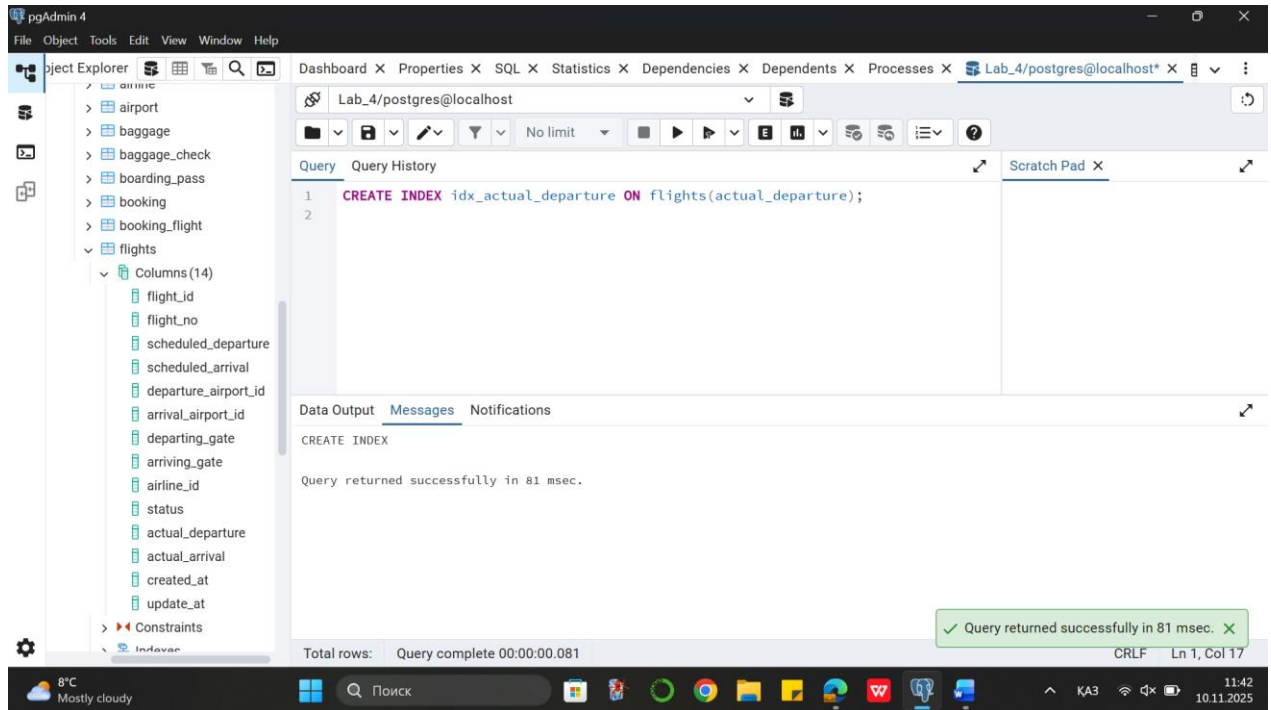 pgAdmin 4
File Object Tools Edit View Window Help
oject Explorer
Dashboard X Properties X SQL X Statistics X Dependencies X Dependents X Processes X Lab_4/postgres@localhost* X
airline
airport
baggage
baggage_check
boarding_pass
booking
booking_flight
flights
Columns (14)
flight_id
flight_no
scheduled_departure
scheduled_arrival
departure_airport_id
arrival_airport_id
departing_gate
arriving_gate
airline_id
status
actual_departure
actual_arrival
created_at
update_at
Constraints
Indexes
Lab_4/postgres@localhost
No limit
E
Query Query History
Scratch Pad X
1 CREATE INDEX idx_actual_departure ON flights(actual_departure);
2
Data Output Messages Notifications
CREATE INDEX
Query returned successfully in 81 msec.
Query returned successfully in 81 msec. X
Total rows: Query complete 00:00:00.081 CRLF Ln 1, Col 17
8°C
Mostly cloudy
Поиск
ҚАЗ
11:42
10.11.2025